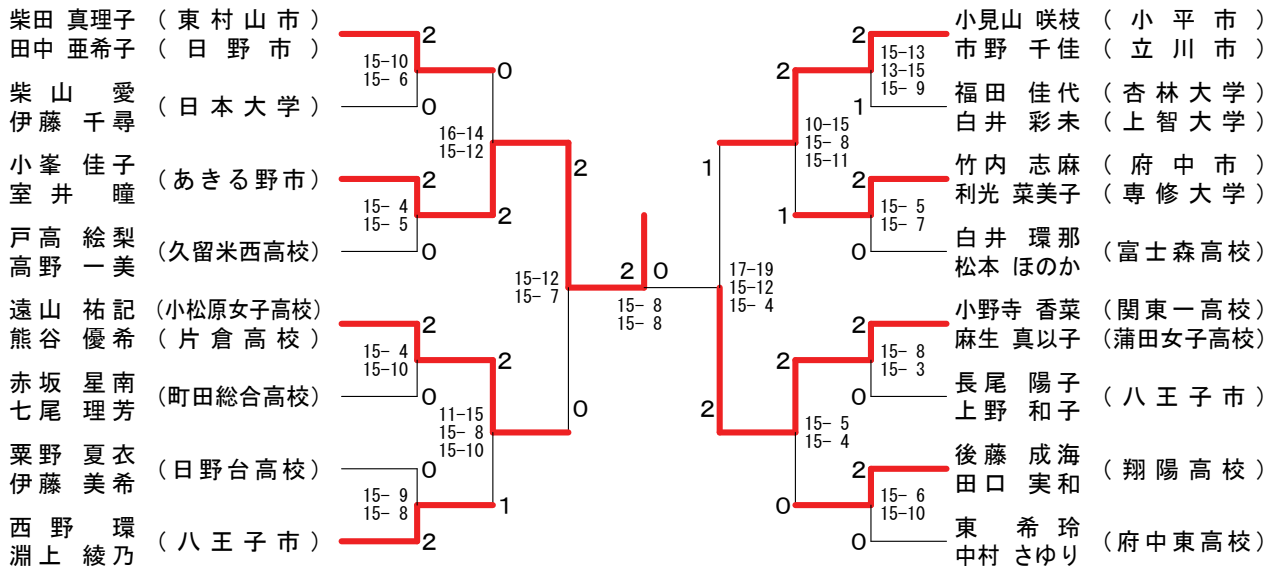 柴田 真理子 （東村山市）
田中 亜希子 （日野市）
柴山 愛 （日本大学）
伊藤 千尋
小峯 佳子 （あきる野市）
室井 瞳
戸高 絵梨 （久留米西高校）
高野 一美
遠山 祐記 （小松原女子高校）
熊谷 優希 （片倉高校）
赤坂 星南 （町田総合高校）
七尾 理芳
粟野 夏衣 （日野台高校）
伊藤 美希
西野 環 （八王子市）
淵上 綾乃
2
15-10
15- 6
0
0
16-14
15-12
2
15- 4
15- 5
0
2
2
15-12
15- 7
2
15- 4
15-10
0
2
11-15
15- 8
15-10
0
0
15- 9
15- 8
2
1
2 0
15- 8
15- 8
1
17-19
15-12
15- 4
2
2
10-15
15- 8
15-11
1
2
15-13
13-15
15- 9
1
2
15- 5
15- 7
0
2
15- 5
15- 4
0
2
15- 8
15- 3
0
2
15- 6
15-10
0
小見山 咲枝 （小平市）
市野 千佳 （立川市）
福田 佳代 （杏林大学）
白井 彩未 （上智大学）
竹内 志麻 （府中市）
利光 菜美子 （専修大学）
白井 環那 （富士森高校）
松本 ほのか
小野寺 香菜 （関東一高校）
麻生 真以子 （蒲田女子高校）
長尾 陽子 （八王子市）
上野 和子
後藤 成海 （翔陽高校）
田口 実和
東 希玲 （府中東高校）
中村 さゆり